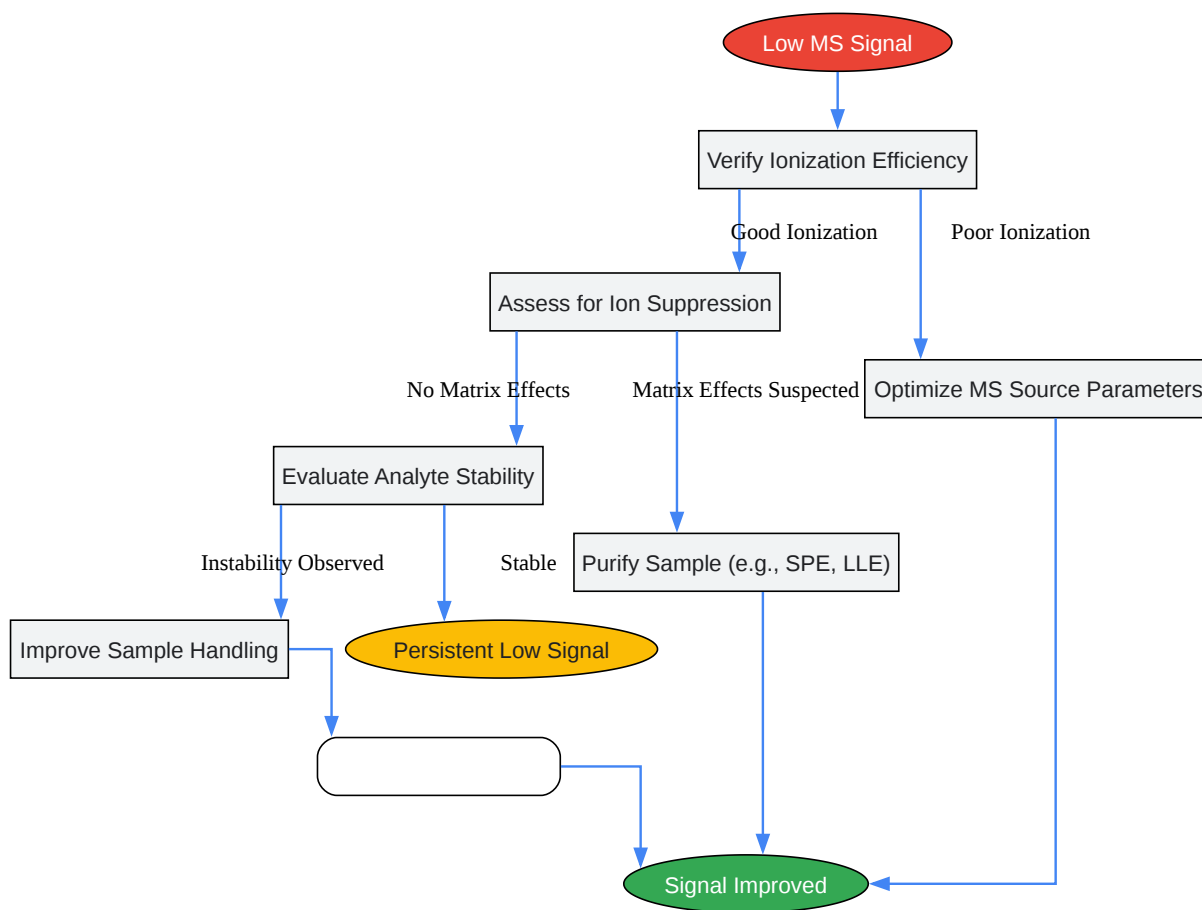 Low MS Signal
Verify Ionization Efficiency
Good Ionization
Poor Ionization
Assess for Ion Suppression
No Matrix Effects
Matrix Effects Suspected
Optimize MS Source Parameters
Evaluate Analyte Stability
Instability Observed
Stable
Purify Sample (e.g., SPE, LLE)
Improve Sample Handling
Persistent Low Signal
Signal Improved